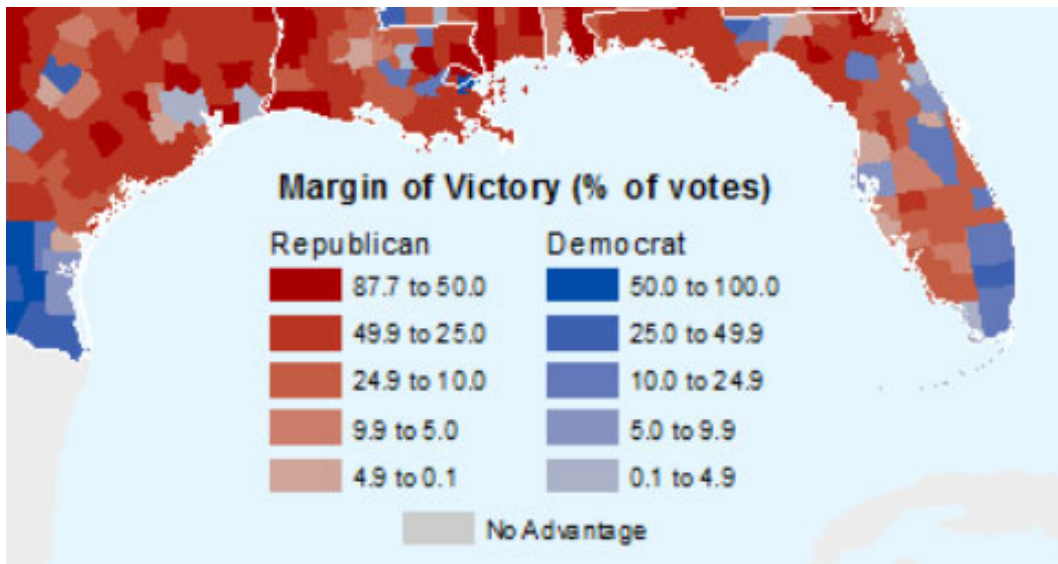 Margin of Victory (% of votes)
Republican Democrat
87.7 to 50.0 50.0 to 100.0
49.9 to 25.0 25.0 to 49.9
24.9 to 10.0 10.0 to 24.9
9.9 to 5.0 5.0 to 9.9
4.9 to 0.1 0.1 to 4.9
No Advantage